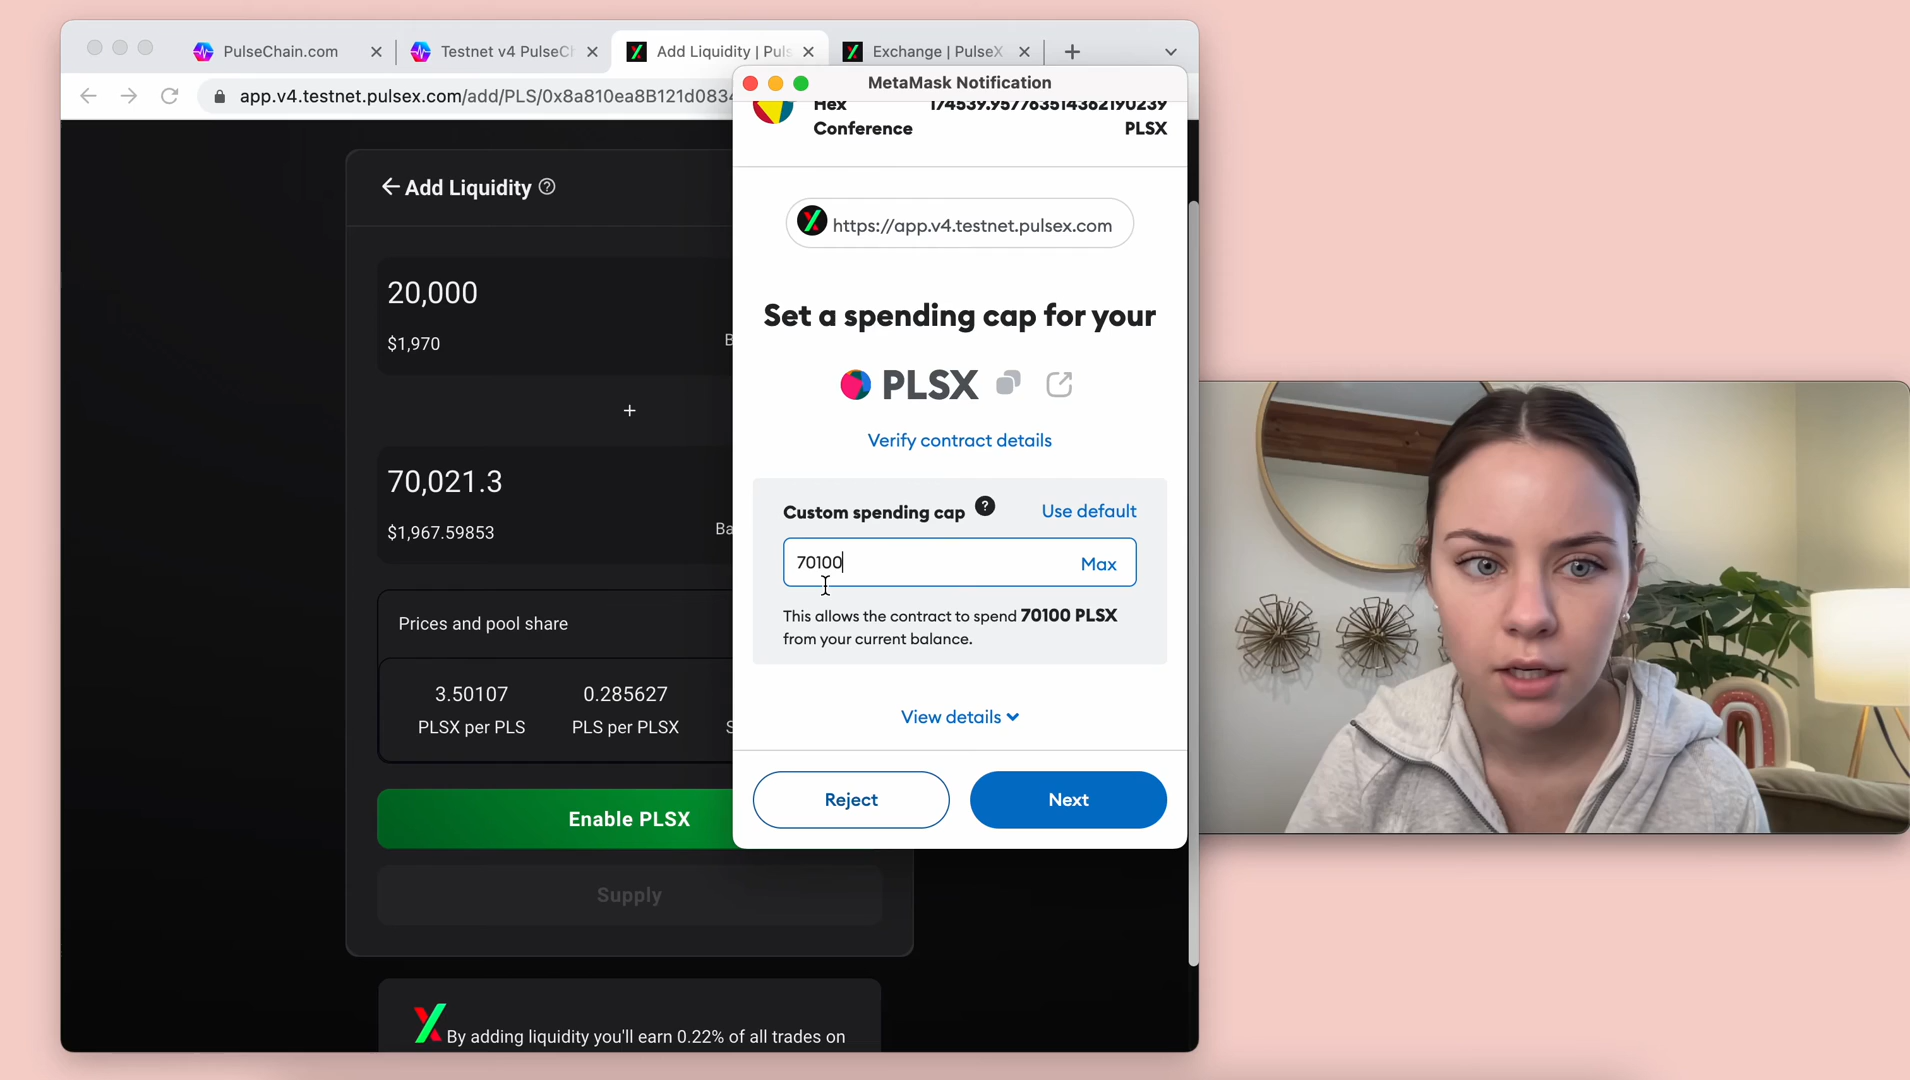 PulseChain.com
Testnet v4 PulseCh
Add Liquidity | Puls
Exchange | PulseX
app.v4.testnet.pulsex.com/add/PLS/0x8a810ea8B121d0834
MetaMask Notification
Hex
Conference
174539.957763514362190239
PLSX
https://app.v4.testnet.pulsex.com
Set a spending cap for your
PLSX
Verify contract details
Custom spending cap
Use default
70100
Max
This allows the contract to spend 70100 PLSX
from your current balance.
View details
Reject
Next
Add Liquidity
20,000
$1,970
+
70,021.3
$1,967.59853
Prices and pool share
3.50107
0.285627
PLSX per PLS
PLS per PLSX
Enable PLSX
Supply
By adding liquidity you'll earn 0.22% of all trades on